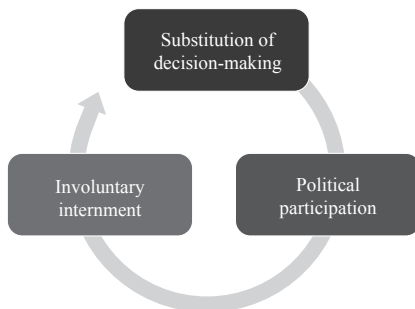 Substitution of
decision-making
Involuntary
internment
Political
participation